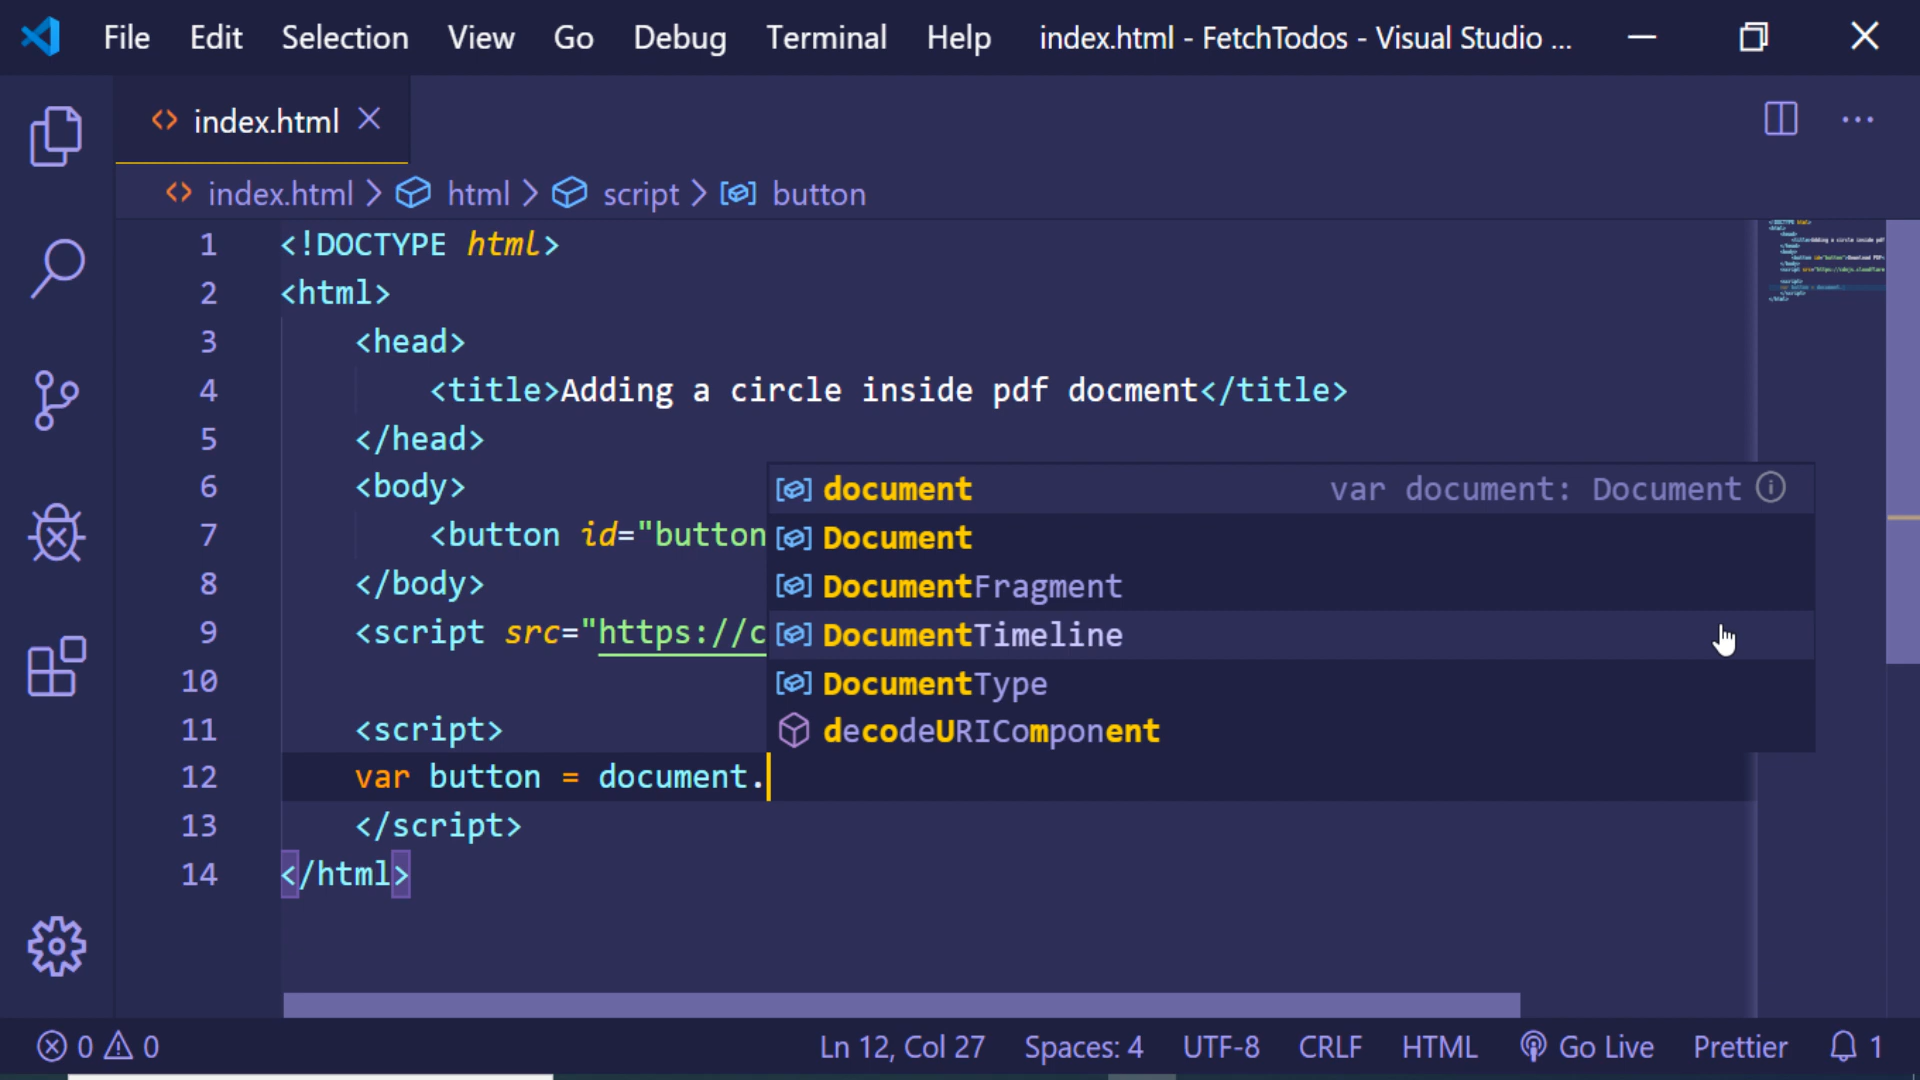 File Edit Selection View Go Debug Terminal Help index.html - FetchTodos - Visual Studio ...
index.html
index.html > html > script > button
1 <!DOCTYPE html>
2 <html>
3 <head>
4 <title>Adding a circle inside pdf docment</title>
5 </head>
6 <body>
7 <button id="button
8 </body>
9 <script src="https://c
10
11 <script>
12 var button = document.
13 </script>
14 </html>
document var document: Document
Document
DocumentFragment
DocumentTimeline
DocumentType
decodeURIComponent
0 0 Ln 12, Col 27 Spaces: 4 UTF-8 CRLF HTML Go Live Prettier 1